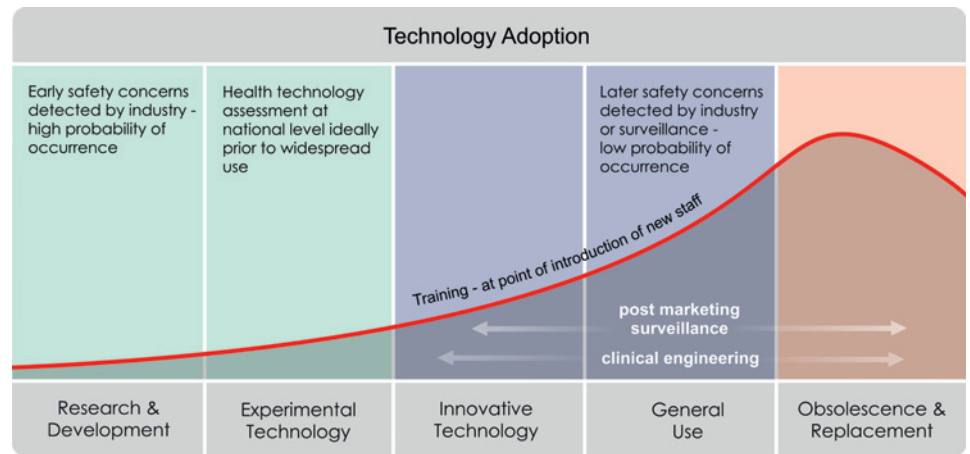 Technology Adoption
Early safety concerns
detected by industry -
high probability of
occurrence
Health technology
assessment at
national level ideally
prior to widespread
use
Later safety concerns
detected by industry
or surveillance -
low probability of
occurrence
Training - at point of introduction of new staff
post marketing
surveillance
clinical engineering
Research &
Development
Experimental
Technology
Innovative
Technology
General
Use
Obsolescence &
Replacement